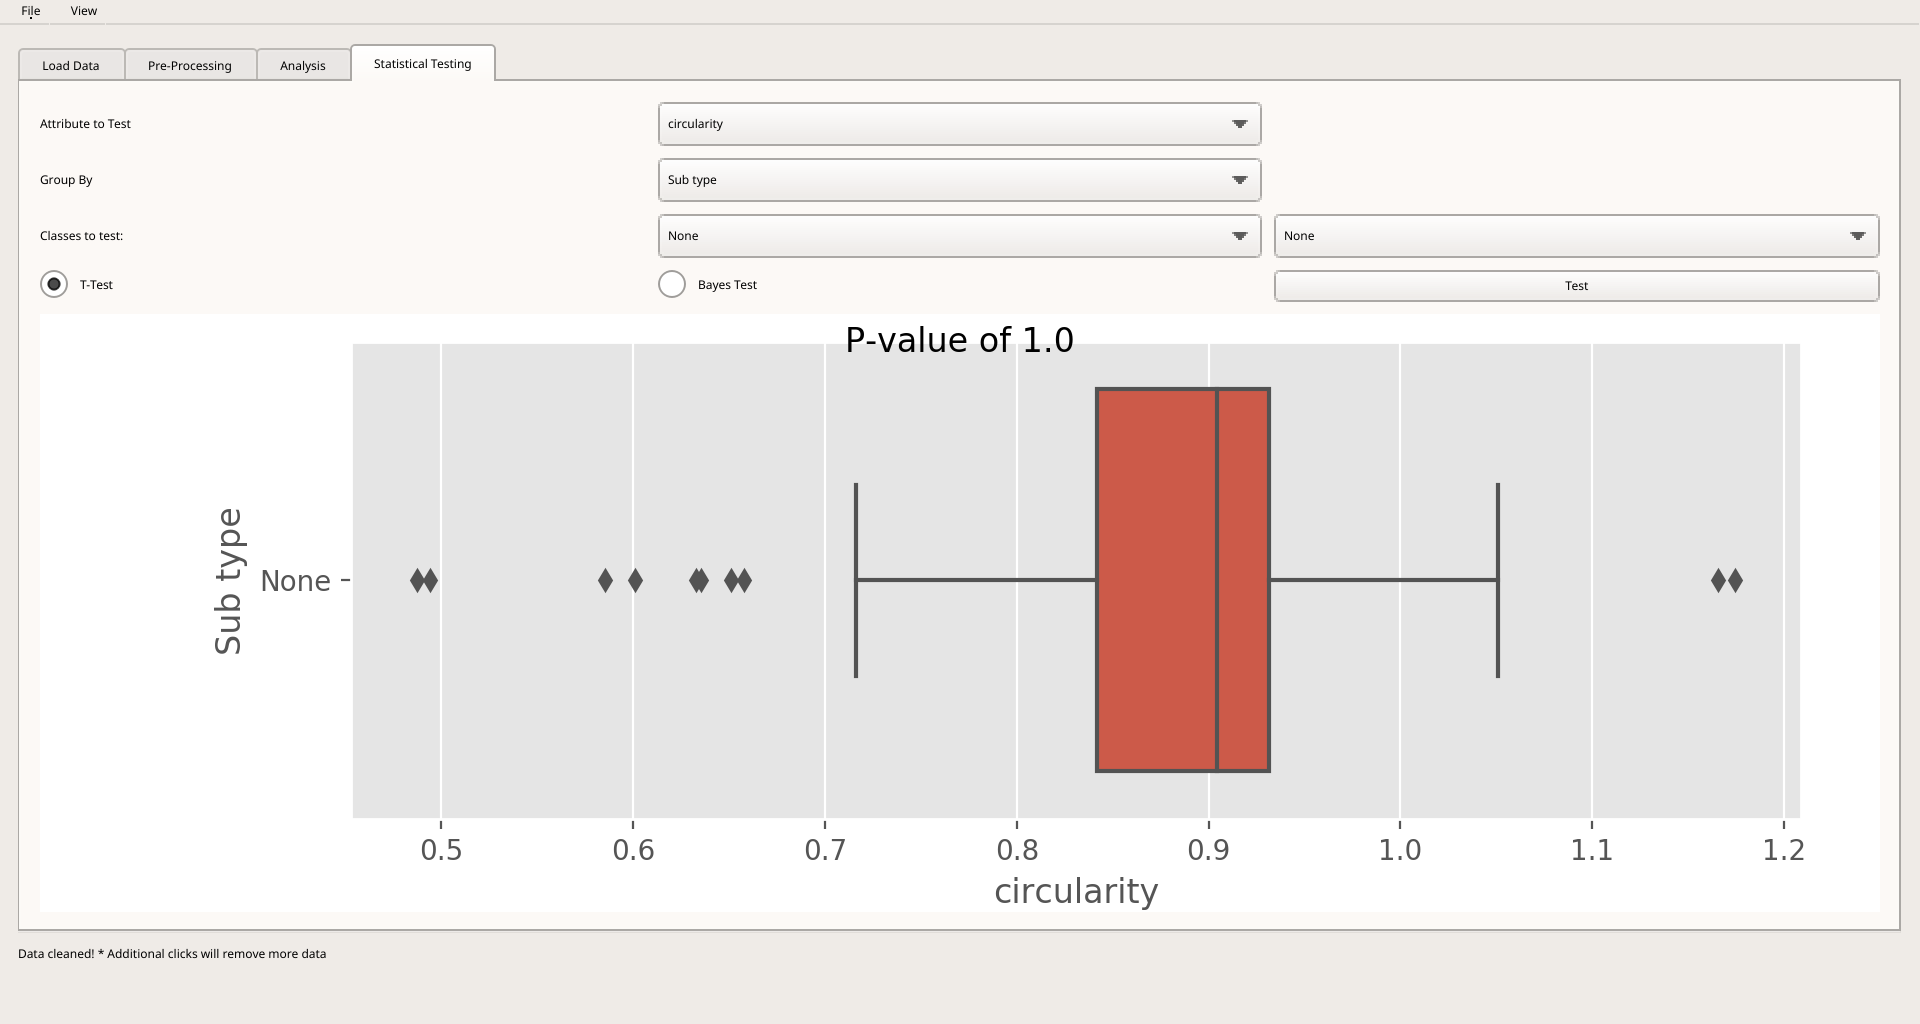 File View
Load Data Pre-Processing Analysis Statistical Testing
Attribute to Test circularity
Group By Sub type
Classes to test: None None
T-Test Bayes Test Test
P-value of 1.0
Sub type
None
0.5 0.6 0.7 0.8 0.9 1.0 1.1 1.2
circularity
Data cleaned! * Additional clicks will remove more data